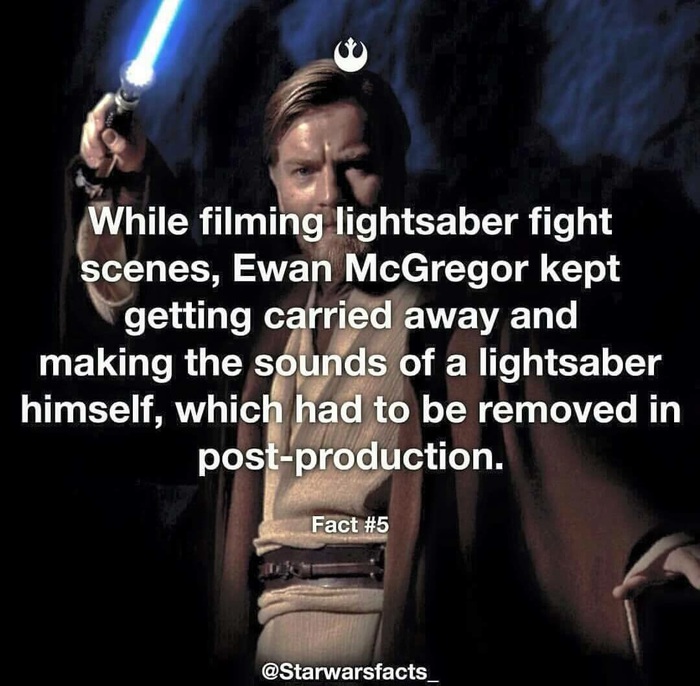 While filming lightsaber fight
scenes, Ewan McGregor kept
getting carried away and
making the sounds of a lightsaber
himself, which had to be removed in
post-production.
Fact #5
@Starwarsfacts_